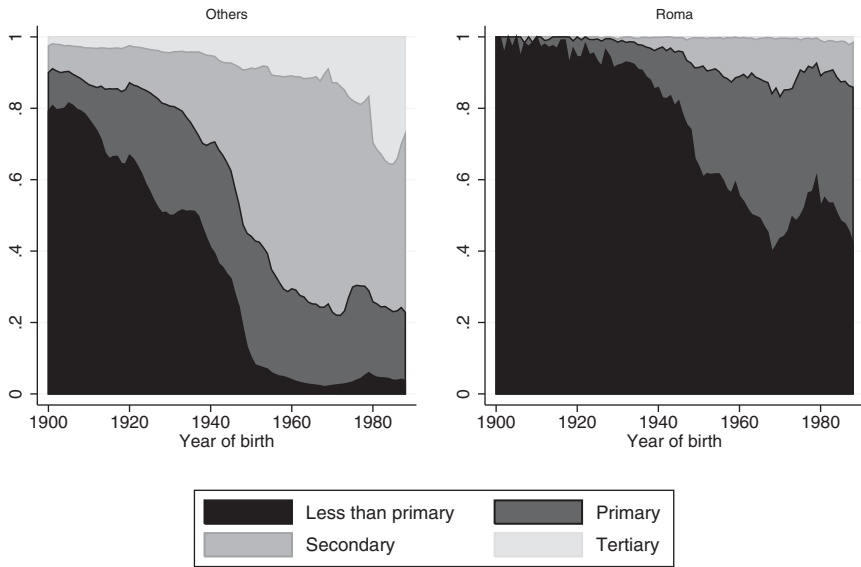 Others
1
.8
.6
.4
.2
0
1900 1920 1940 1960 1980
Year of birth
Roma
1
.8
.6
.4
.2
0
1900 1920 1940 1960 1980
Year of birth
Less than primary Primary
Secondary Tertiary